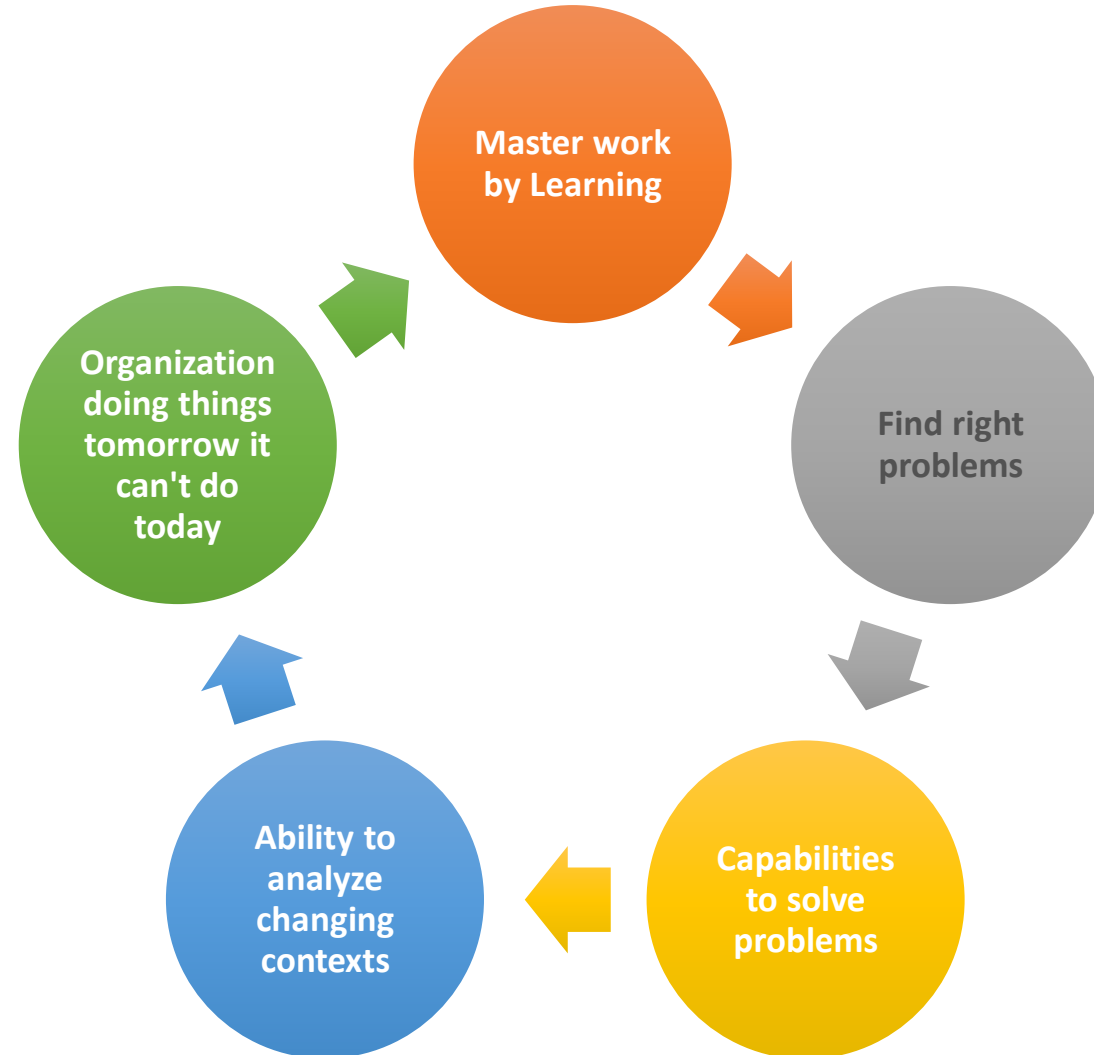 Master work
by Learning
Find right
problems
Capabilities
to solve
problems
Ability to
analyze
changing
contexts
Organization
doing things
tomorrow it
can't do
today